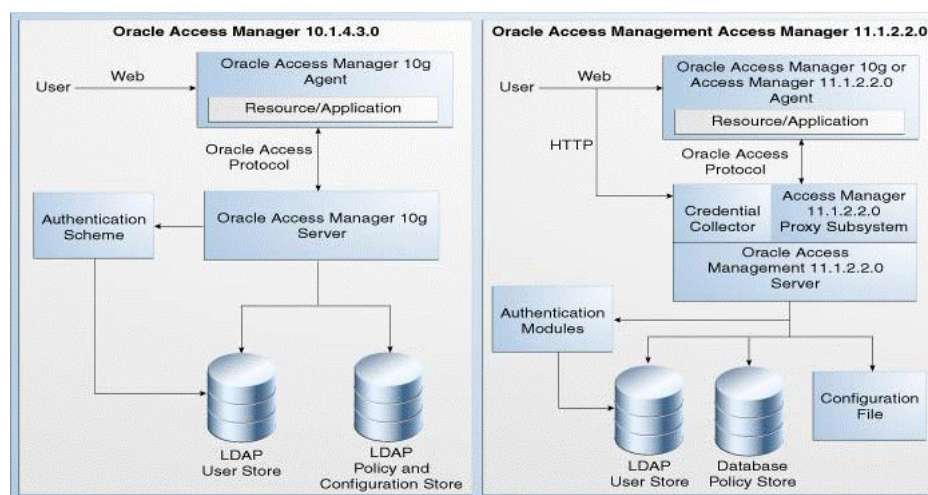 Oracle Access Manager 10.1.4.3.0
User
Web
Oracle Access Manager 10g
Agent
Resource/Application
Oracle Access
Protocol
Authentication
Scheme
Oracle Access Manager 10g
Server
LDAP
User Store
LDAP
Policy and
Configuration Store
Oracle Access Management Access Manager 11.1.2.2.0
User
Web
HTTP
Oracle Access Manager 10g or
Access Manager 11.1.2.2.0
Agent
Resource/Application
Oracle Access
Protocol
Credential
Collector
Access Manager
11.1.2.2.0
Proxy Subsystem
Oracle Access
Management 11.1.2.2.0
Server
Authentication
Modules
LDAP
User Store
Database
Policy Store
Configuration
File